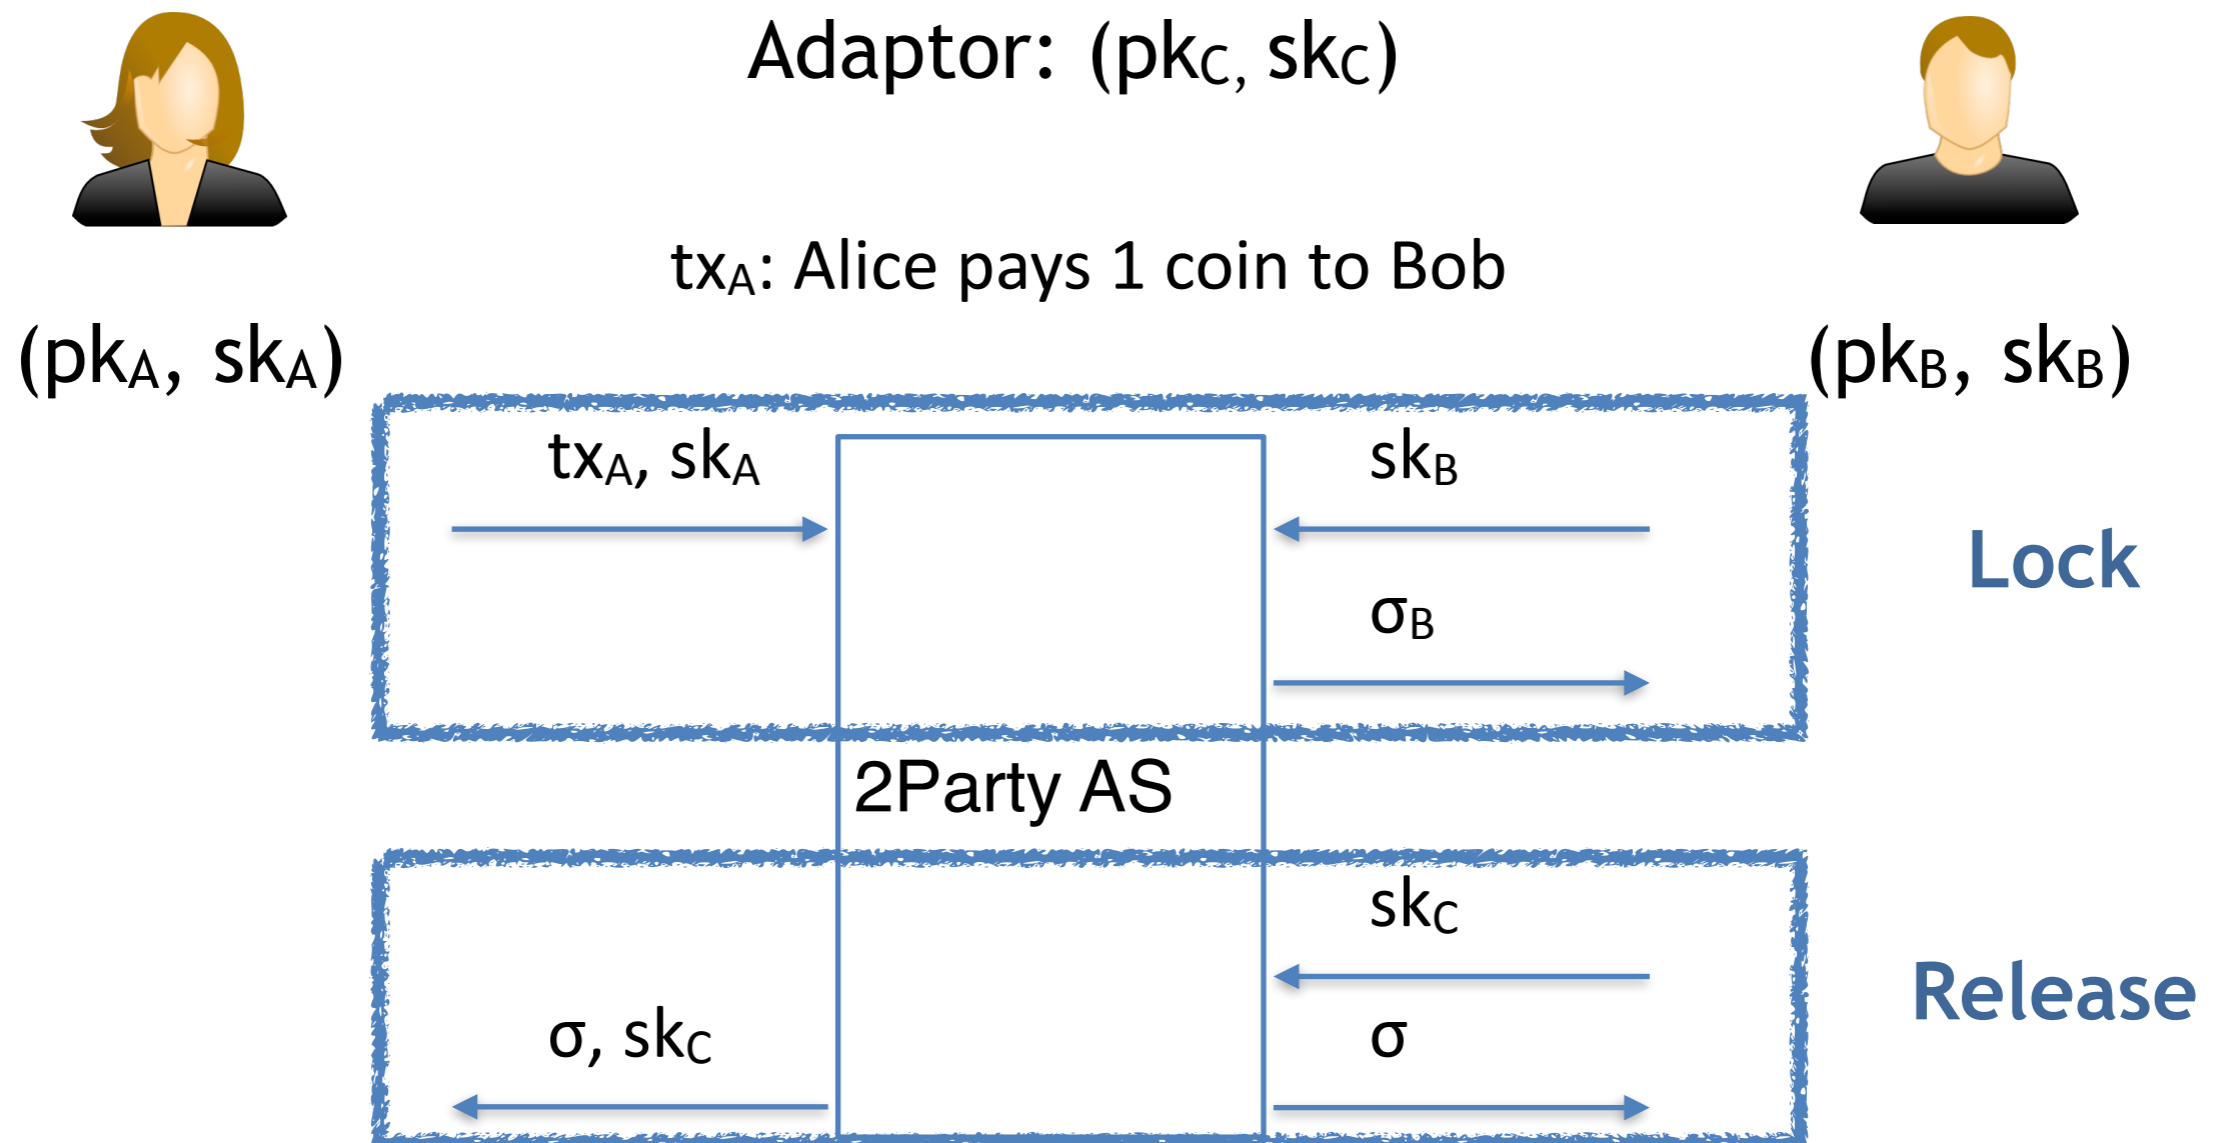 Adaptor: (pkC, skC)
txA: Alice pays 1 coin to Bob
(pkA, skA)
(pkB, skB)
txA, skA
skB
Lock
σB
2Party AS
skC
Release
σ, skC
σ